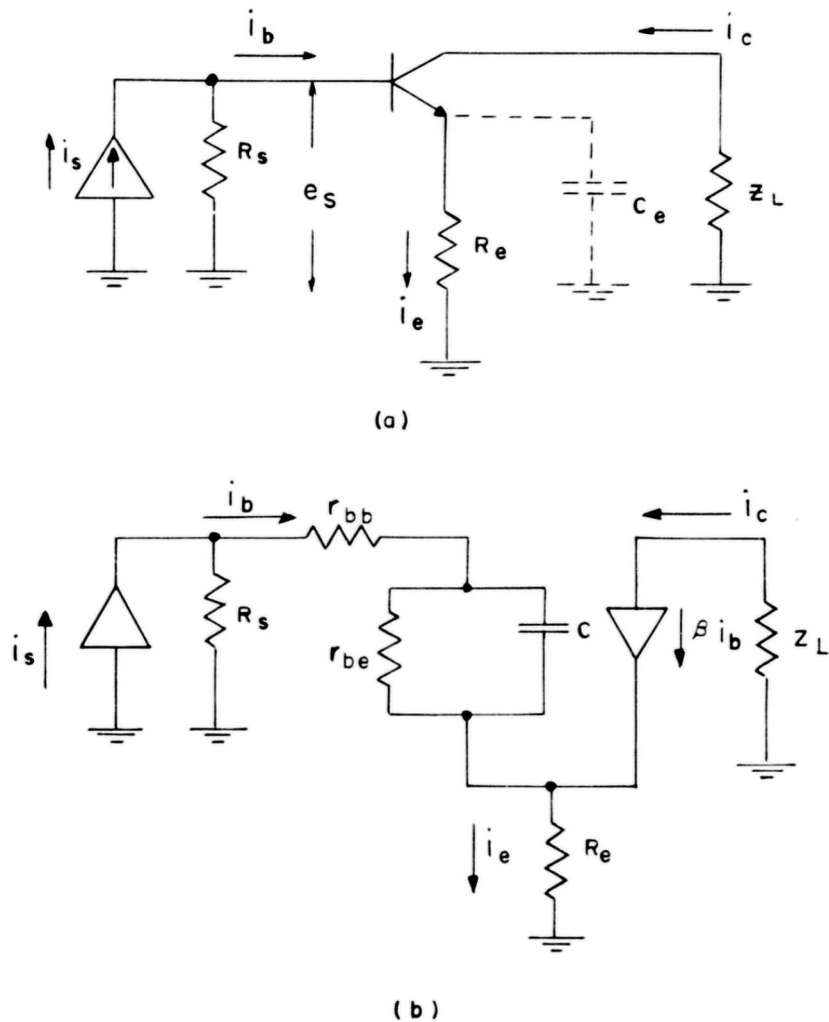 i_b
i_c
i_s
R_s
e_s
R_e
C_e
Z_L
i_e
(a)
i_b
r_bb
i_c
i_s
R_s
r_be
C
β i_b
Z_L
i_e
R_e
(b)